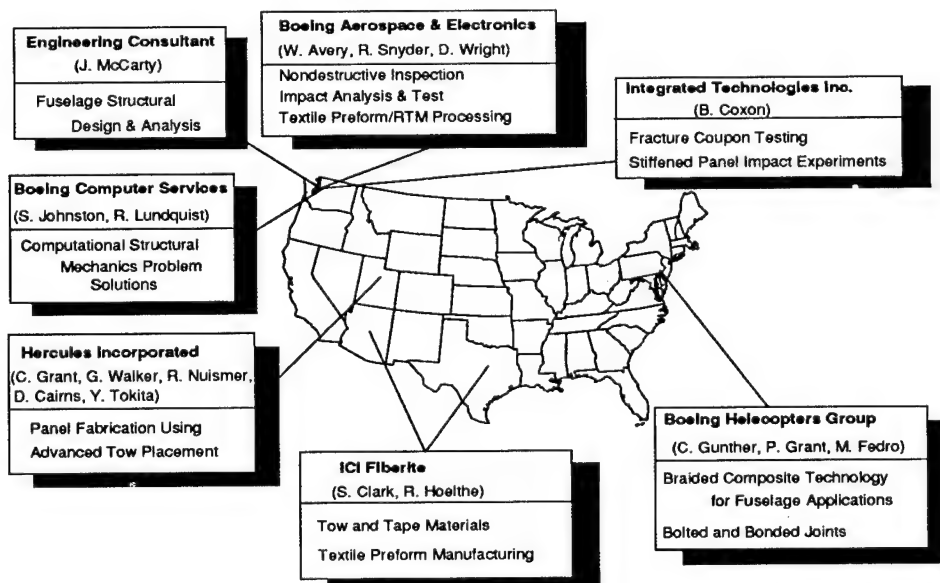 Engineering Consultant
(J. McCarty)
Fuselage Structural
Design & Analysis
Boeing Aerospace & Electronics
(W. Avery, R. Snyder, D. Wright)
Nondestructive Inspection
Impact Analysis & Test
Textile Preform/RTM Processing
Integrated Technologies Inc.
(B. Coxon)
Fracture Coupon Testing
Stiffened Panel Impact Experiments
Boeing Computer Services
(S. Johnston, R. Lundquist)
Computational Structural
Mechanics Problem
Solutions
Hercules Incorporated
(C. Grant, G. Walker, R. Nuismer,
D. Cairns, Y. Tokita)
Panel Fabrication Using
Advanced Tow Placement
ICI Fiberite
(S. Clark, R. Hoelthe)
Tow and Tape Materials
Textile Preform Manufacturing
Boeing Helecopters Group
(C. Gunther, P. Grant, M. Fedro)
Braided Composite Technology
for Fuselage Applications
Bolted and Bonded Joints